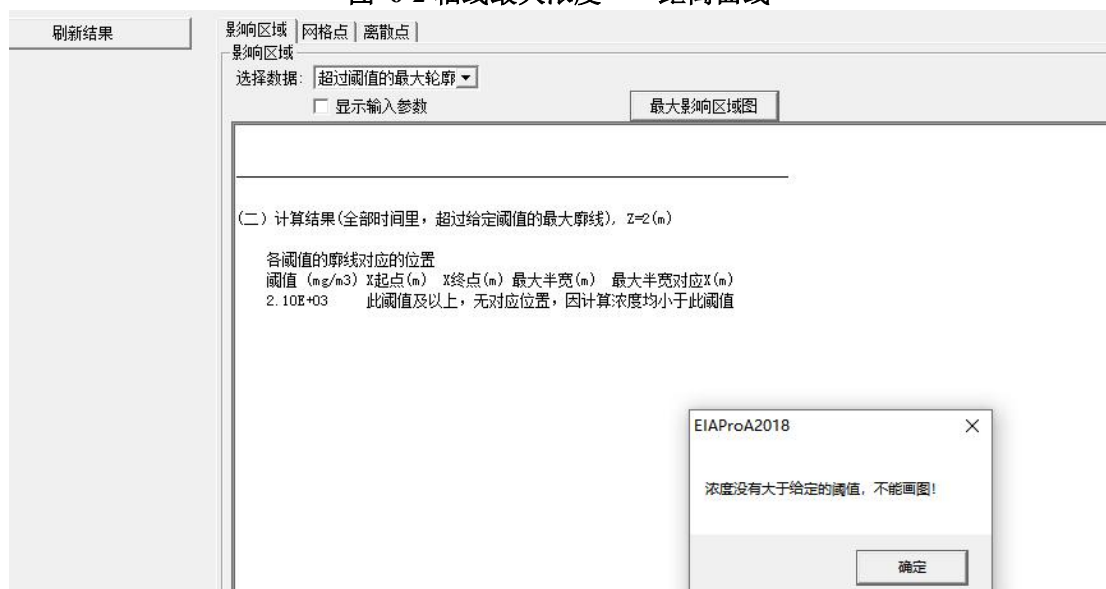 刷新结果
影响区域 网格点 离散点
影响区域
选择数据: 超过阈值的最大轮廓
显示输入参数
最大影响区域图
(二) 计算结果(全部时间里，超过给定阈值的最大廓线), Z=2(m)
各阈值的廓线对应的位置
阈值 (mg/m3) X起点(m) X终点(m) 最大半宽(m) 最大半宽对应X(m)
2.10E+03 此阈值及以上，无对应位置，因计算浓度均小于此阈值
EIAProA2018
浓度没有大于给定的阈值, 不能画图!
确定